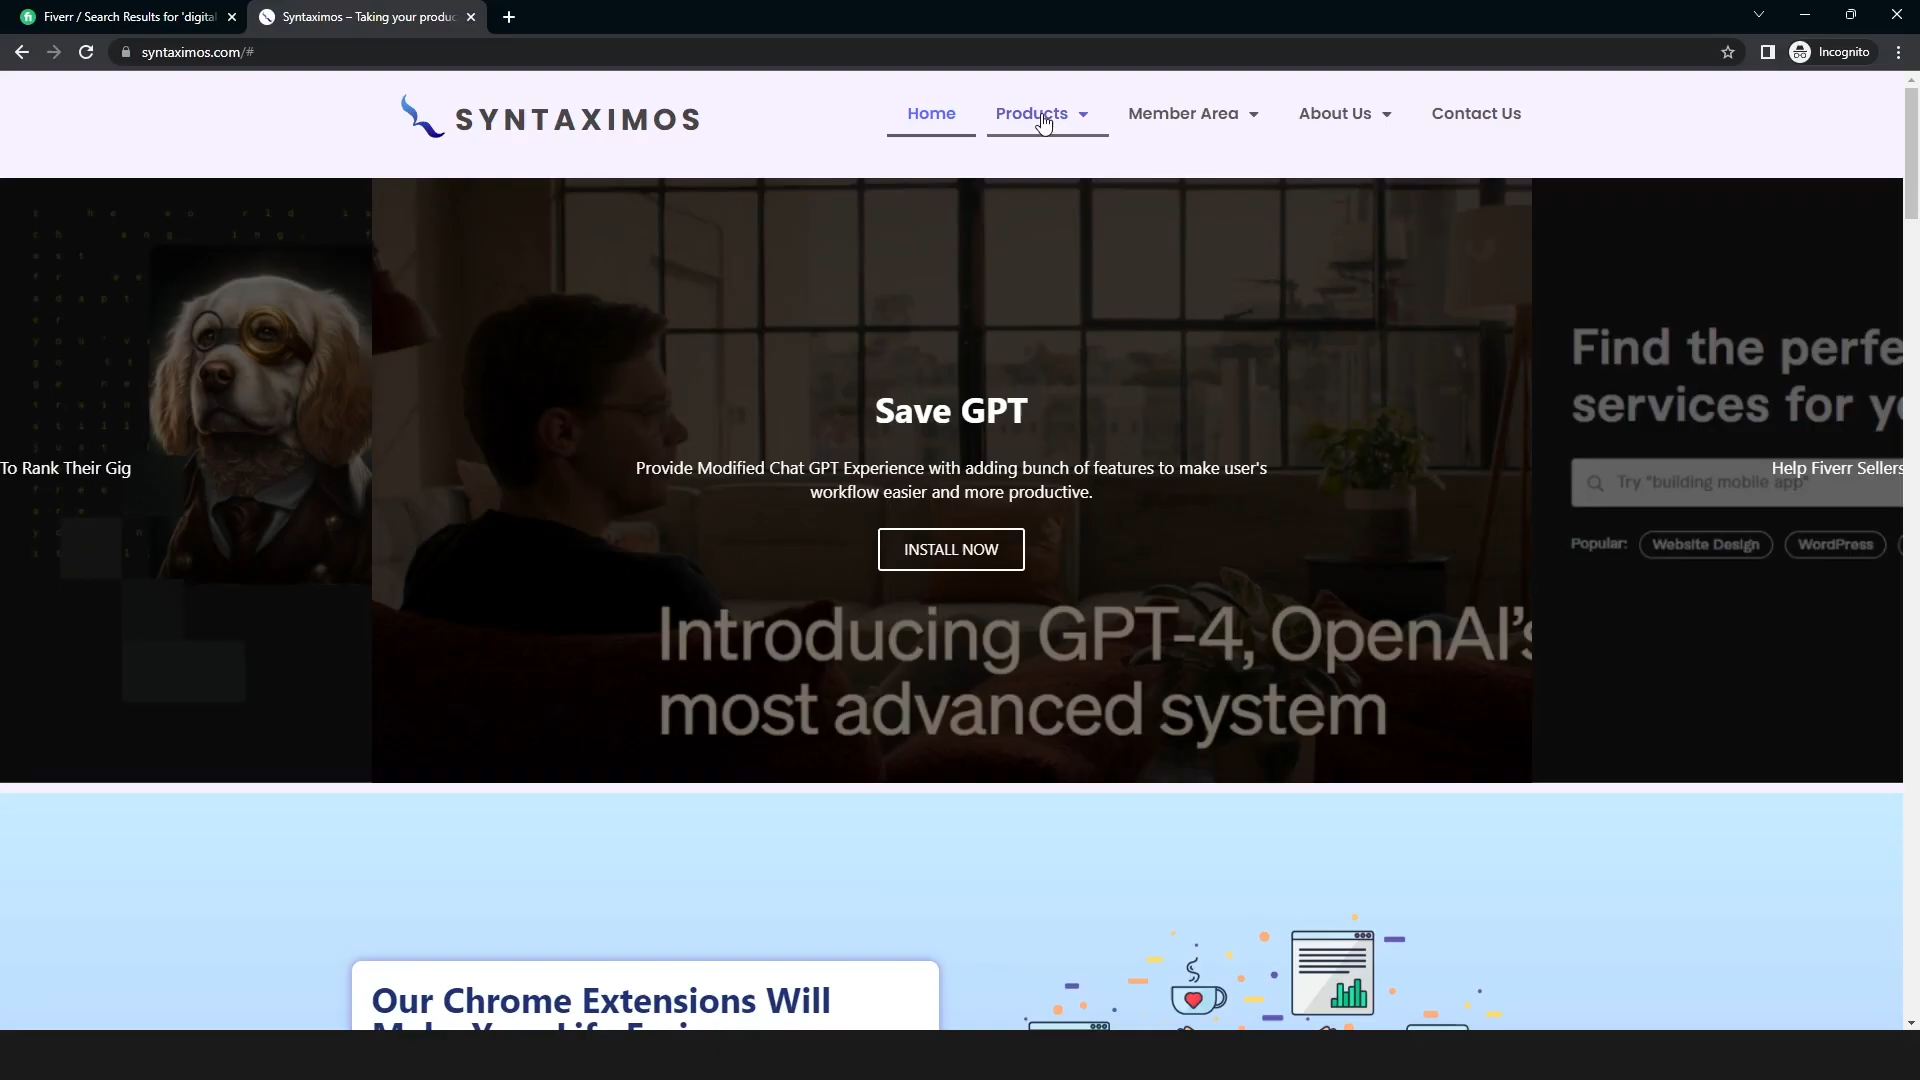 Fiverr / Search Results for 'digital
Syntaximos – Taking your produc
syntaximos.com/#
Incognito
SYNTAXIMOS
Home
Products
Member Area
About Us
Contact Us
To Rank Their Gig
Save GPT
Provide Modified Chat GPT Experience with adding bunch of features to make user's
workflow easier and more productive.
INSTALL NOW
Introducing GPT-4, OpenAI's
most advanced system
Find the perfe
services for y
Help Fiverr Sellers
Try "building mobile app"
Popular:
Website Design
WordPress
Our Chrome Extensions Will